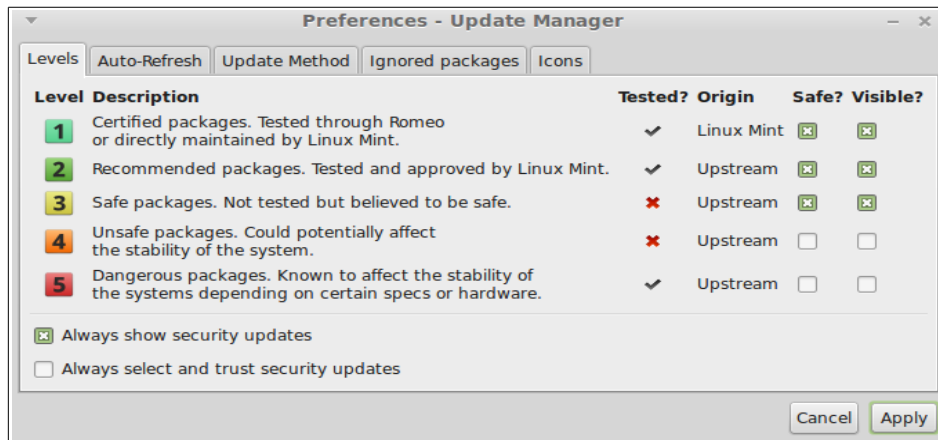 Preferences - Update Manager
Levels Auto-Refresh Update Method Ignored packages Icons
Level Description Tested? Origin Safe? Visible?
1 Certified packages. Tested through Romeo
or directly maintained by Linux Mint. Linux Mint
2 Recommended packages. Tested and approved by Linux Mint. Upstream
3 Safe packages. Not tested but believed to be safe. Upstream
4 Unsafe packages. Could potentially affect
the stability of the system. Upstream
5 Dangerous packages. Known to affect the stability of
the systems depending on certain specs or hardware. Upstream
Always show security updates
Always select and trust security updates
Cancel Apply